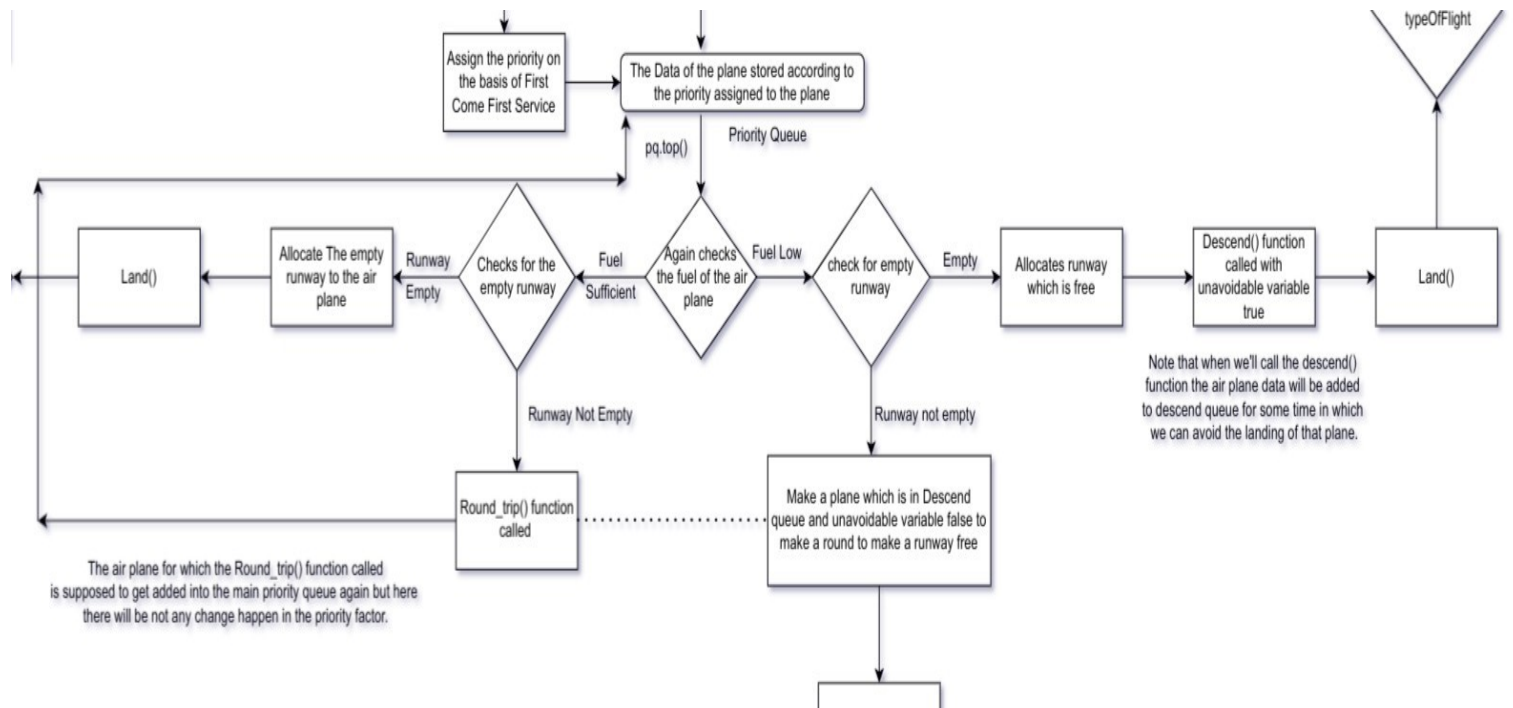 typeOfFlight
Assign the priority on
the basis of First
Come First Service
The Data of the plane stored according to
the priority assigned to the plane
pq.top()
Priority Queue
Land()
Allocate The empty
runway to the air
plane
Runway
Empty
Checks for the
empty runway
Fuel
Sufficient
Again checks
the fuel of the air
plane
Fuel Low
check for empty
runway
Empty
Allocates runway
which is free
Descend() function
called with
unavoidable variable
true
Land()
Note that when we'll call the descend()
function the air plane data will be added
to descend queue for some time in which
we can avoid the landing of that plane.
Runway Not Empty
Runway not empty
Round_trip() function
called
Make a plane which is in Descend
queue and unavoidable variable false to
make a round to make a runway free
The air plane for which the Round_trip() function called
is supposed to get added into the main priority queue again but here
there will be not any change happen in the priority factor.